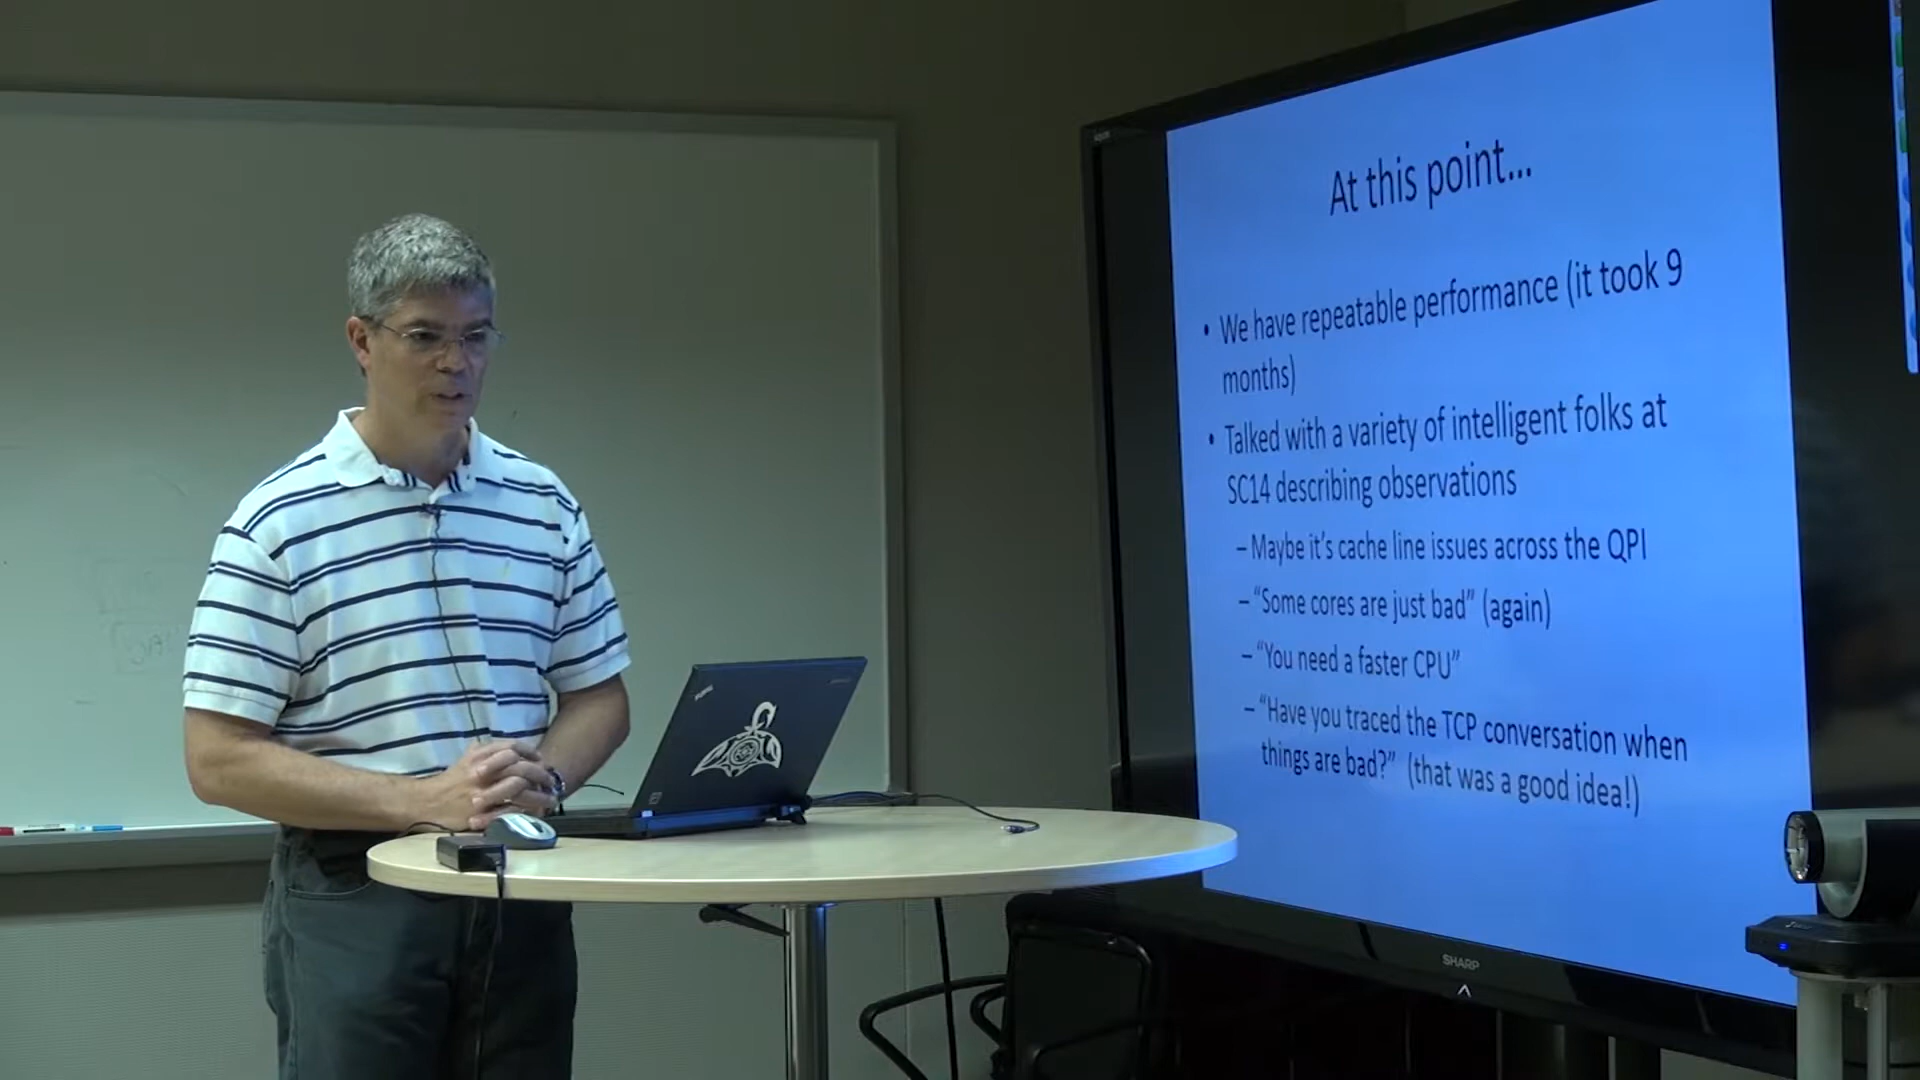 At this point...
• We have repeatable performance (it took 9
months)
• Talked with a variety of intelligent folks at
SC14 describing observations
– Maybe it's cache line issues across the QPI
– "Some cores are just bad" (again)
– "You need a faster CPU"
– "Have you traced the TCP conversation when
things are bad?" (that was a good idea!)
SHARP